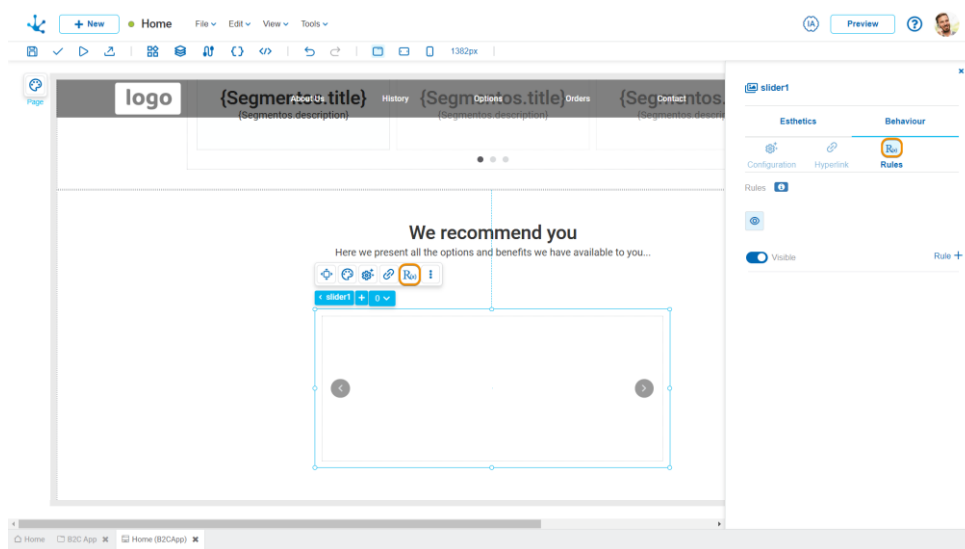 + New
Home
File
Edit
View
Tools
IA
Preview
?
1382px
Page
logo
{Segmentos.title}
{Segmentos.description}
About Us
History
{Segmentos.title}
{Segmentos.description}
Options
Orders
{Segmentos.
{Segmentos.descrip
Contact
We recommend you
Here we present all the options and benefits we have available to you...
R(x)
slider1
+
0
slider1
Esthetics
Behaviour
Configuration
Hyperlink
R(x)
Rules
Rules
Visible
Rule +
Home
B2C App
Home (B2CApp)